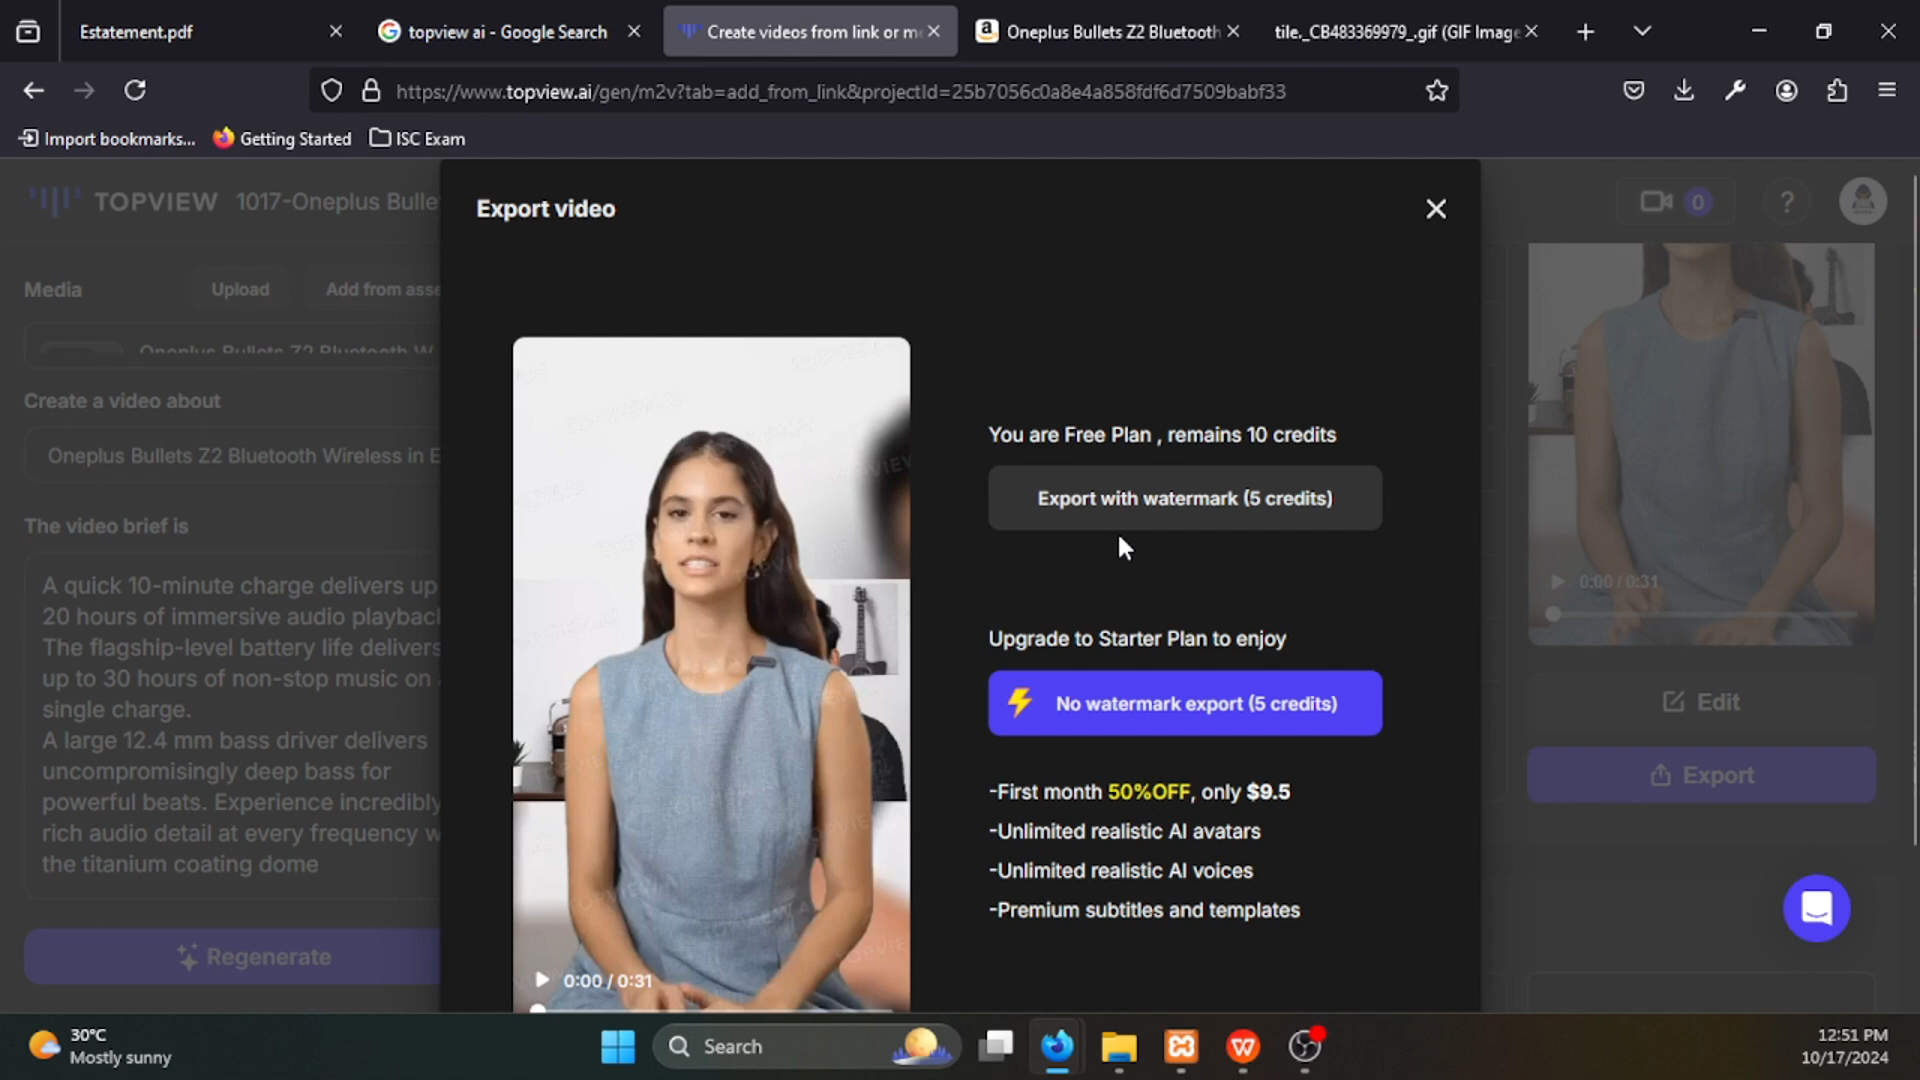 Estatement.pdf
topview ai - Google Search
Create videos from link or me
Oneplus Bullets Z2 Bluetooth
tile._CB483369979_.gif (GIF Image
https://www.topview.ai/gen/m2v?tab=add_from_link&projectId=25b7056c0a8e4a858fdf6d7509babf33
Import bookmarks...
Getting Started
ISC Exam
TOPVIEW
1017-Oneplus Bulle
0
?
Export video
Media
Upload
Add from asse
Oneplus Bullets Z2 Bluetooth W
Create a video about
Oneplus Bullets Z2 Bluetooth Wireless in E
The video brief is
A quick 10-minute charge delivers up
20 hours of immersive audio playback
The flagship-level battery life delivers
up to 30 hours of non-stop music on
single charge.
A large 12.4 mm bass driver delivers
uncompromisingly deep bass for
powerful beats. Experience incredibly
rich audio detail at every frequency w
the titanium coating dome
Regenerate
0:00 / 0:31
You are Free Plan , remains 10 credits
Export with watermark (5 credits)
Upgrade to Starter Plan to enjoy
No watermark export (5 credits)
-First month 50%OFF, only $9.5
-Unlimited realistic AI avatars
-Unlimited realistic AI voices
-Premium subtitles and templates
0:00 / 0:31
Edit
Export
30°C
Mostly sunny
Search
12:51 PM
10/17/2024